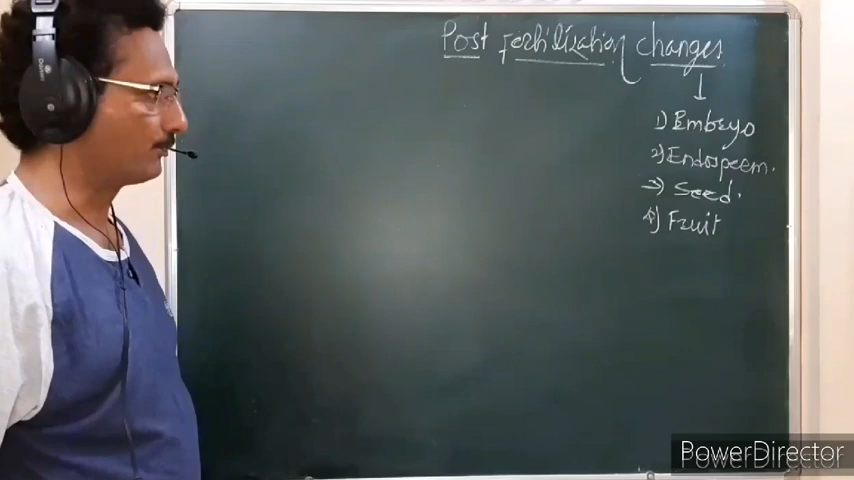 Post fertilization changes
1) Embryo
2) Endosperm.
3) Seed.
4) Fruit
PowerDirector